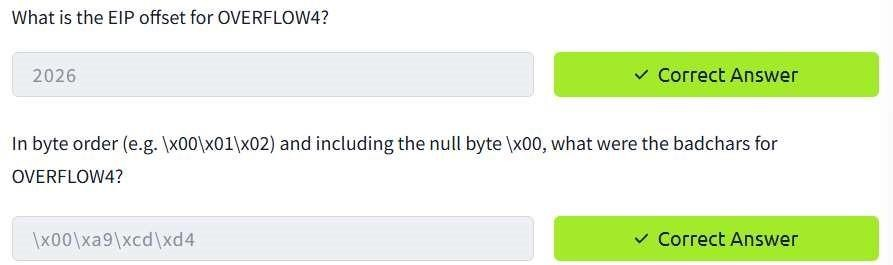 What is the EIP offset for OVERFLOW4?
2026
✓ Correct Answer
In byte order (e.g. \x00\x01\x02) and including the null byte \x00, what were the badchars for
OVERFLOW4?
\x00\xa9\xcd\xd4
✓ Correct Answer